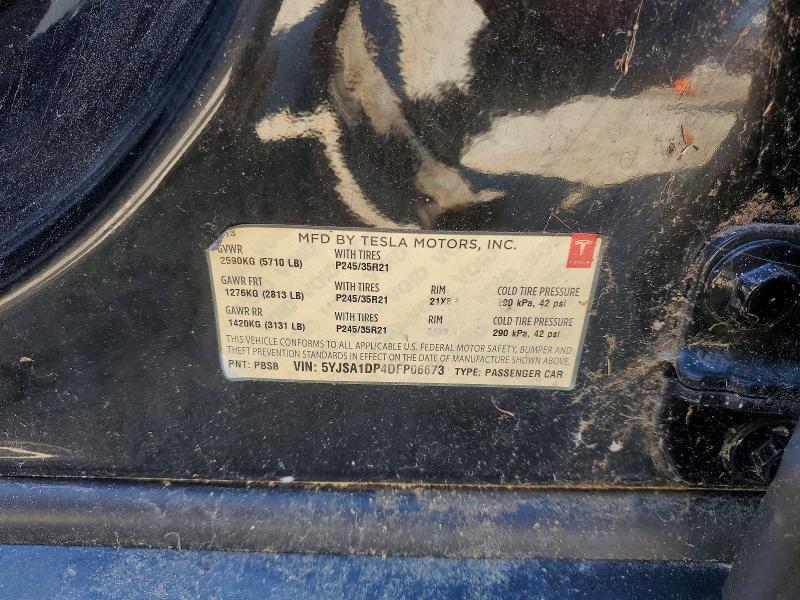 13
MFD BY TESLA MOTORS, INC.
TESLA
GVWR WITH TIRES
2590KG (5710 LB) P245/35R21
GAWR FRT WITH TIRES RIM COLD TIRE PRESSURE
1276KG (2813 LB) P245/35R21 kPa, 42 psi
GAWR RR WITH TIRES RIM COLD TIRE PRESSURE
1420KG (3131 LB) P245/35R21 290 kPa, 42 psi
THIS VEHICLE CONFORMS TO ALL APPLICABLE U.S. FEDERAL MOTOR SAFETY, BUMPER AND
THEFT PREVENTION STANDARDS IN EFFECT ON THE DATE OF MANUFACTURE SHOWN ABOVE.
PNT: PBSB VIN: 5YJSA1DP4DFP06673 TYPE: PASSENGER CAR